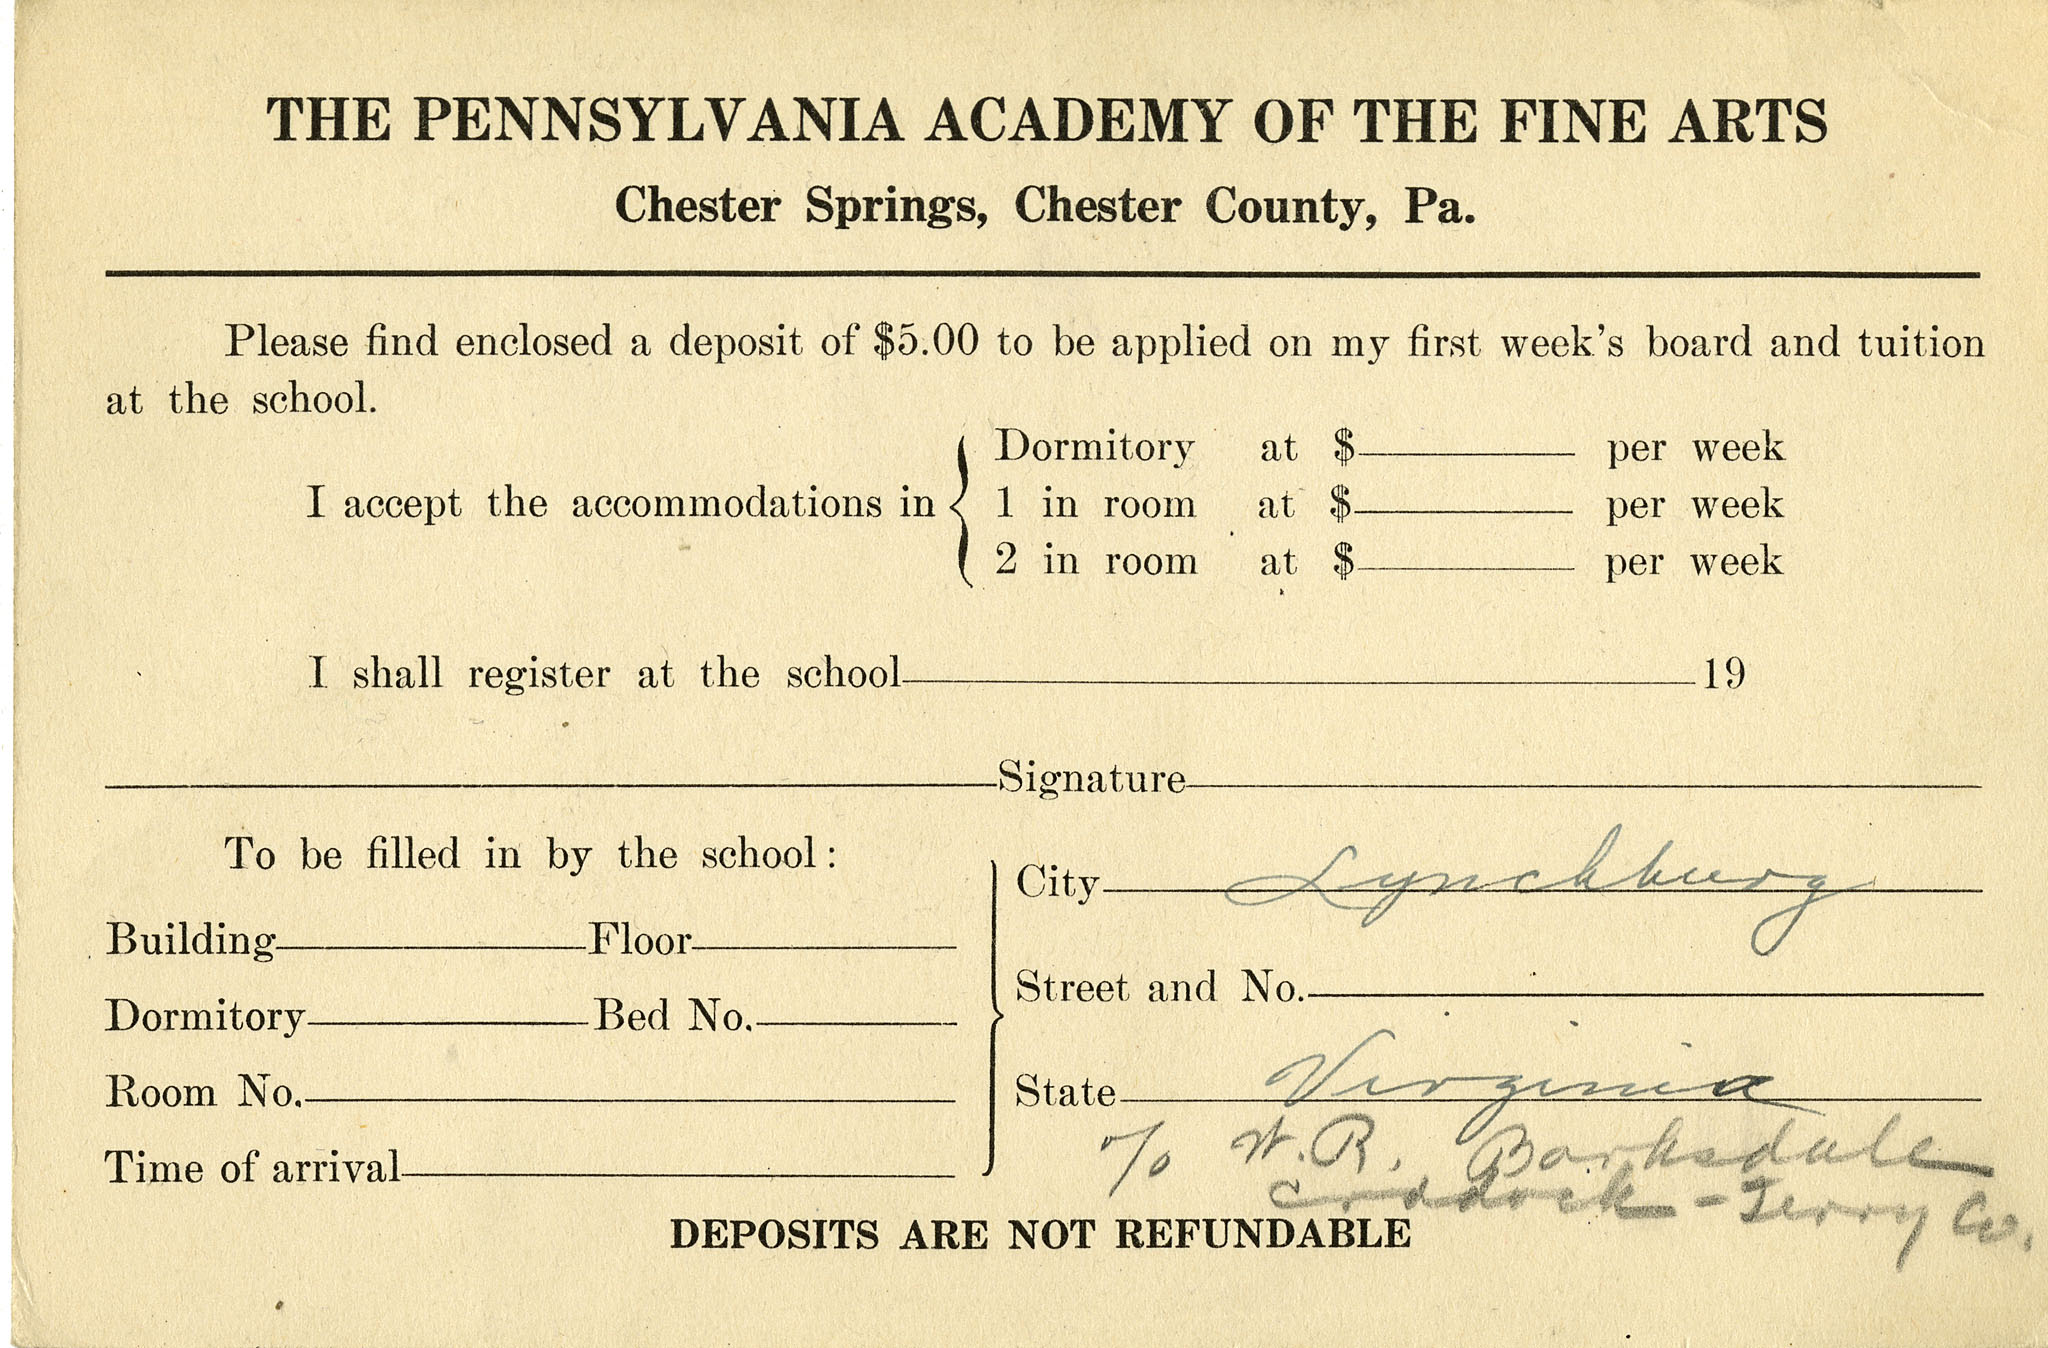 THE PENNSYLVANIA ACADEMY OF THE FINE ARTS
Chester Springs, Chester County, Pa.
Please find enclosed a deposit of $5.00 to be applied on my first week's board and tuition
at the school.
I accept the accommodations in
Dormitory at $ per week
1 in room at $ per week
2 in room at $ per week
I shall register at the school 19
Signature
To be filled in by the school:
Building Floor
Dormitory Bed No.
Room No.
Time of arrival
City Lynchburg
Street and No.
State Virginia
c/o W. R. Barksdale
Craddock-Terry Co.
DEPOSITS ARE NOT REFUNDABLE